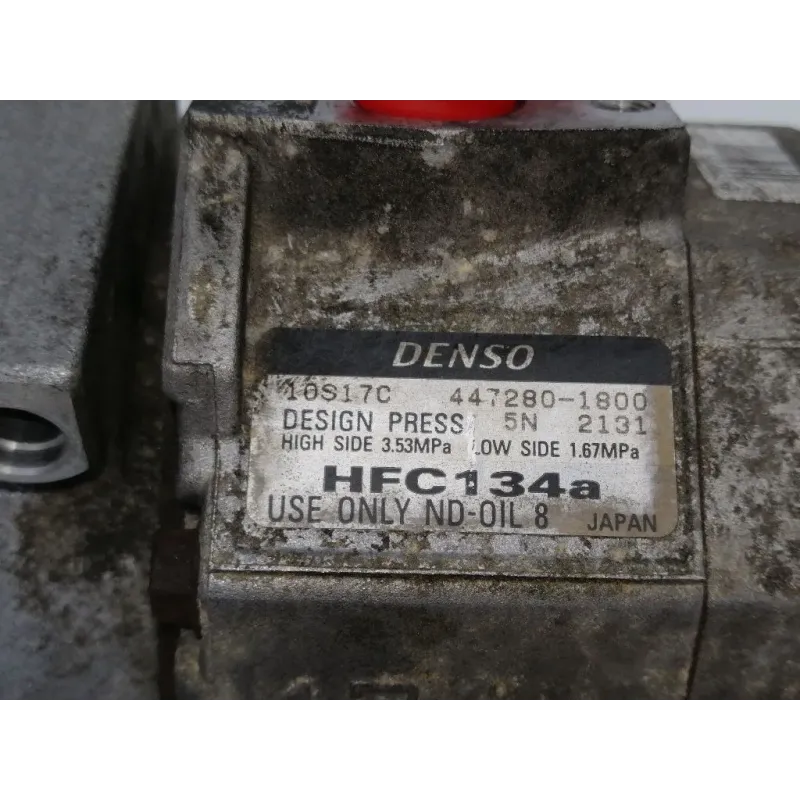 DENSO
10S17C 447280-1800
DESIGN PRESS 5N 2131
HIGH SIDE 3.53MPa LOW SIDE 1.67MPa
HFC134a
USE ONLY ND-OIL 8 JAPAN